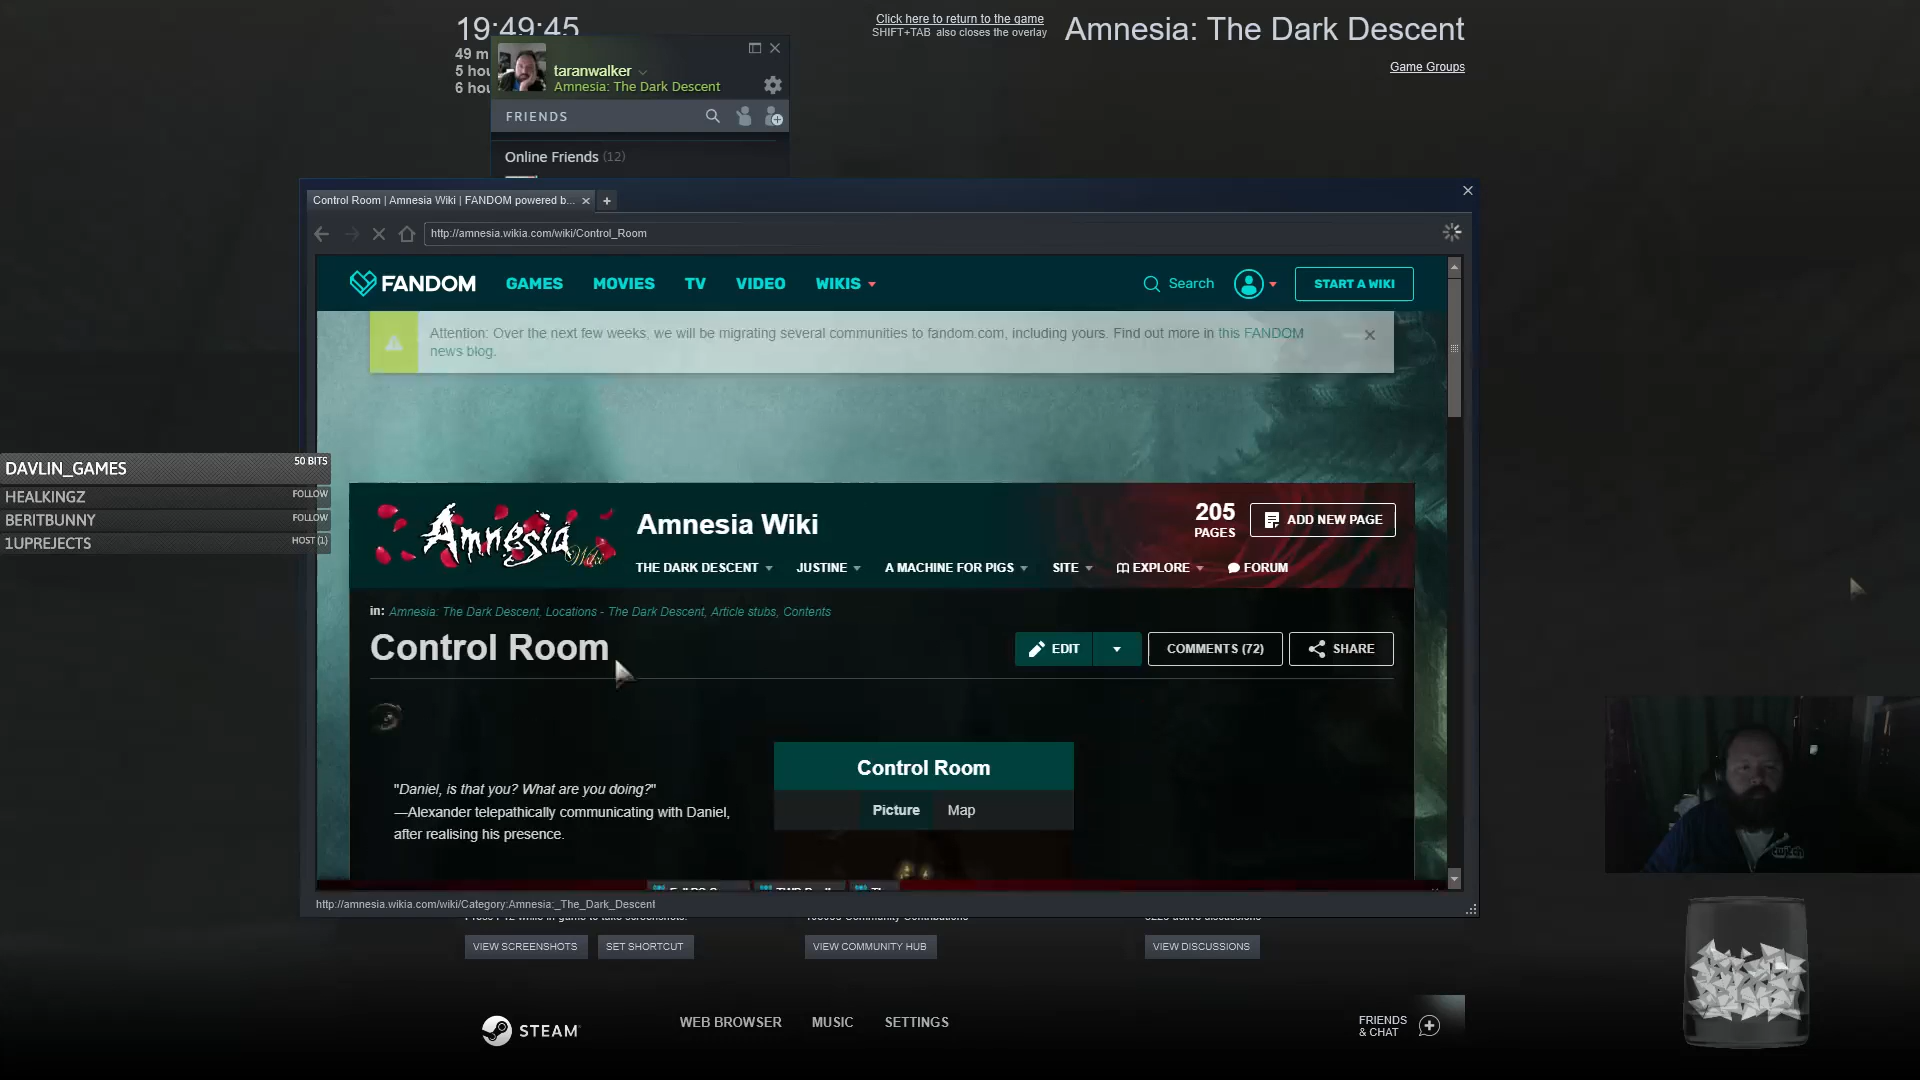 19:49:45
49 m
5 hou
6 hou
Click here to return to the game
SHIFT+TAB also closes the overlay
Amnesia: The Dark Descent
Game Groups
taranwalker
Amnesia: The Dark Descent
FRIENDS
Online Friends (12)
Control Room | Amnesia Wiki | FANDOM powered b...
http://amnesia.wikia.com/wiki/Control_Room
FANDOM GAMES MOVIES TV VIDEO WIKIS Search START A WIKI
Attention: Over the next few weeks, we will be migrating several communities to fandom.com, including yours. Find out more in this FANDOM
news blog.
DAVLIN_GAMES 50 BITS
HEALKINGZ FOLLOW
BERITBUNNY FOLLOW
1UPREJECTS HOST (1)
Amnesia Wiki
Amnesia Wiki
205
PAGES
ADD NEW PAGE
THE DARK DESCENT JUSTINE A MACHINE FOR PIGS SITE EXPLORE FORUM
in: Amnesia: The Dark Descent, Locations - The Dark Descent, Article stubs, Contents
Control Room
EDIT COMMENTS (72) SHARE
Control Room
Picture Map
"Daniel, is that you? What are you doing?"
—Alexander telepathically communicating with Daniel,
after realising his presence.
twitch
http://amnesia.wikia.com/wiki/Category:Amnesia:_The_Dark_Descent
VIEW SCREENSHOTS SET SHORTCUT VIEW COMMUNITY HUB VIEW DISCUSSIONS
STEAM
WEB BROWSER MUSIC SETTINGS
FRIENDS
& CHAT